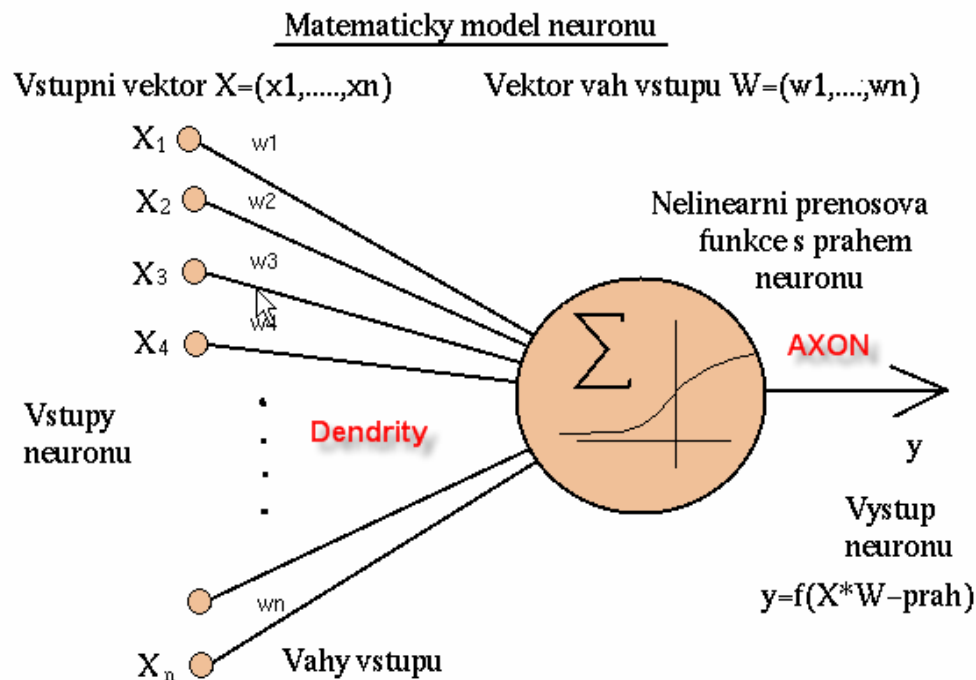 Matematicky model neuronu
Vstupni vektor X=(x1,.....,xn)
Vektor vah vstupu W=(w1,....,wn)
X1
w1
X2
w2
X3
w3
X4
w4
Nelinearni prenosova
funkce s prahem
neuronu
Σ
AXON
Vstupy
neuronu
Dendrity
y
Vystup
neuronu
y=f(X*W-prah)
wn
Xn
Vahy vstupu